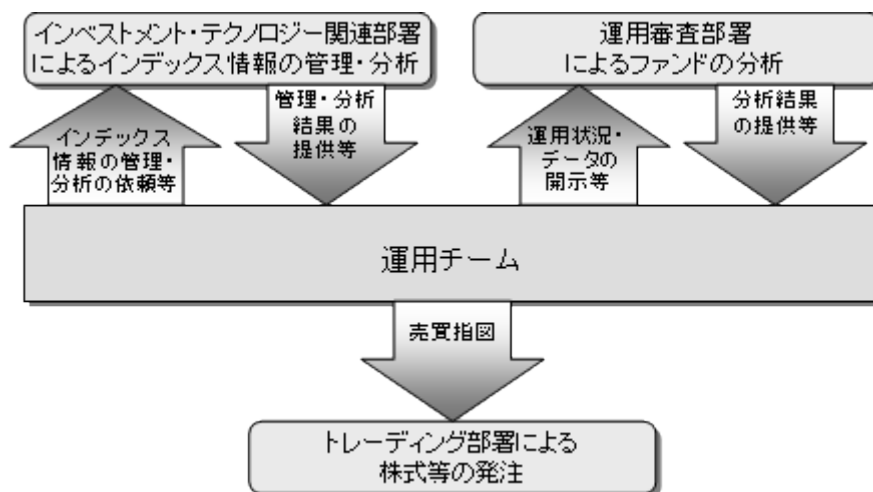 インベストメント・テクノロジー関連部署
によるインデックス情報の管理・分析
運用審査部署
によるファンドの分析
インデックス
情報の管理・
分析の依頼等
管理・分析
結果の
提供等
運用状況・
データの
開示等
分析結果
の提供等
運用チーム
売買指図
トレーディング部署による
株式等の発注